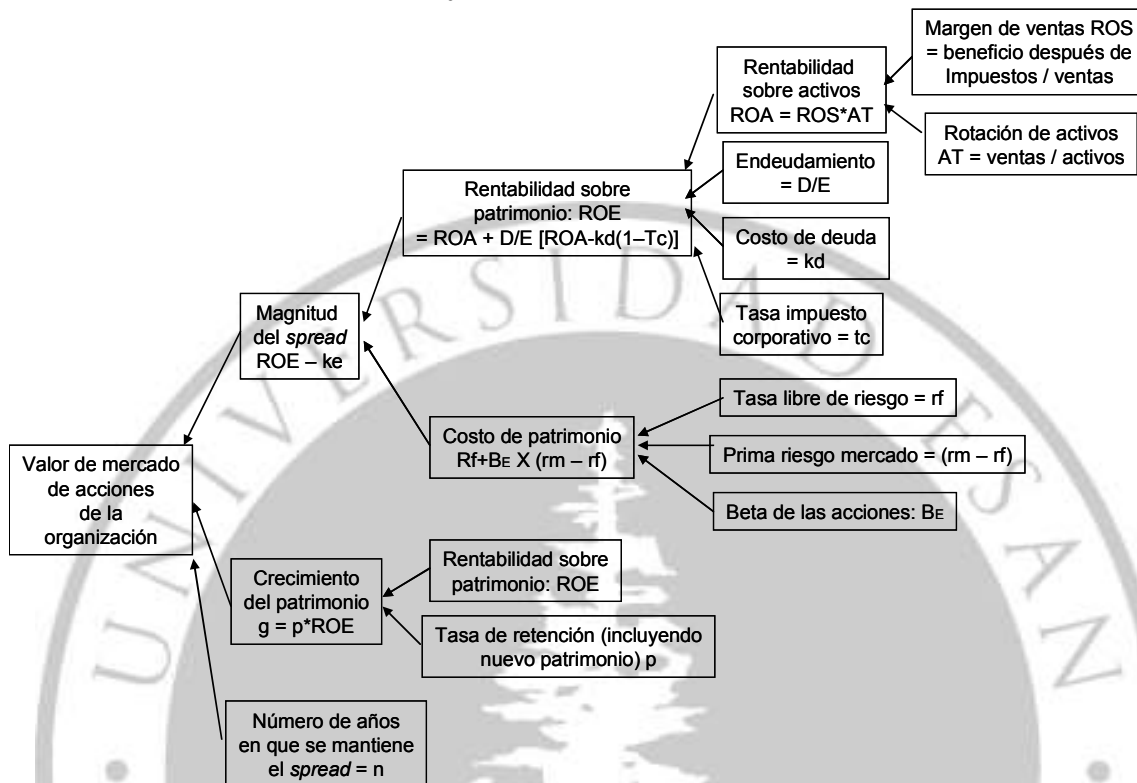 Margen de ventas ROS
= beneficio después de
Impuestos / ventas
Rentabilidad
sobre activos
ROA = ROS*AT
Rotación de activos
AT = ventas / activos
Endeudamiento
= D/E
Rentabilidad sobre
patrimonio: ROE
= ROA + D/E [ROA-kd(1–Tc)]
Costo de deuda
= kd
Tasa impuesto
corporativo = tc
Magnitud
del spread
ROE – ke
Tasa libre de riesgo = rf
Costo de patrimonio
Rf+BE X (rm – rf)
Prima riesgo mercado = (rm – rf)
Beta de las acciones: BE
Valor de mercado
de acciones
de la
organización
Rentabilidad sobre
patrimonio: ROE
Crecimiento
del patrimonio
g = p*ROE
Tasa de retención (incluyendo
nuevo patrimonio) p
Número de años
en que se mantiene
el spread = n
UNIVERSIDAD DE SAN